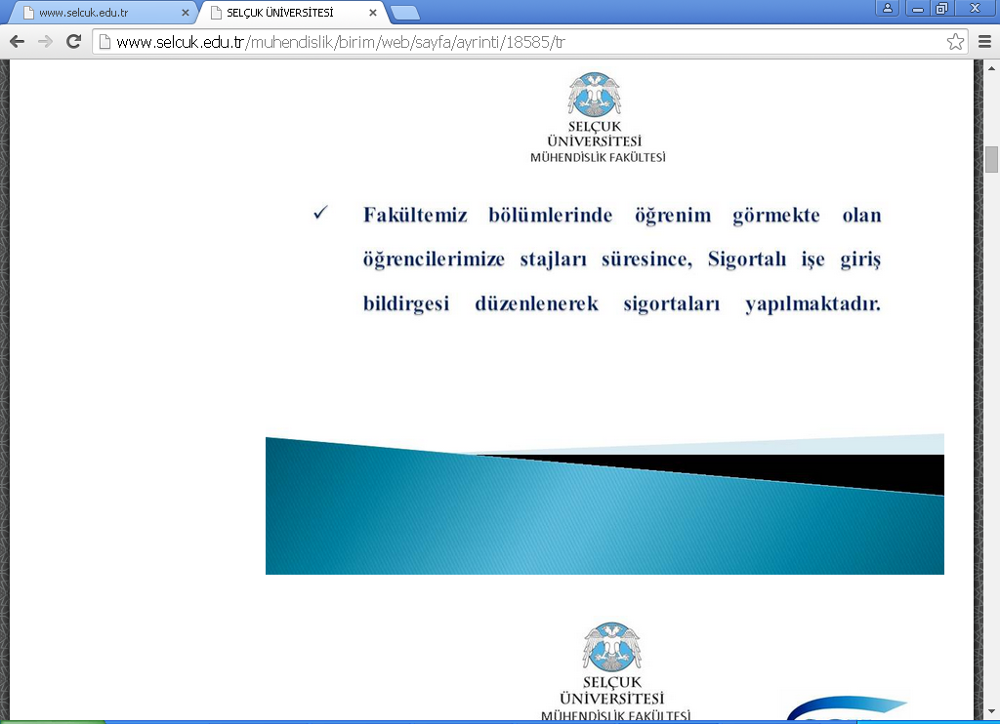 www.selcuk.edu.tr
SELÇUK ÜNİVERSİTESİ
www.selcuk.edu.tr/muhendislik/birim/web/sayfa/ayrinti/18585/tr
SELÇUK
ÜNİVERSİTESİ
MÜHENDİSLİK FAKÜLTESİ
✓ Fakültemiz bölümlerinde öğrenim görmekte olan
öğrencilerimize stajları süresince, Sigortalı işe giriş
bildirgesi düzenlenerek sigortaları yapılmaktadır.
SELÇUK
ÜNİVERSİTESİ
MÜHENDİSLİK FAKÜLTESİ